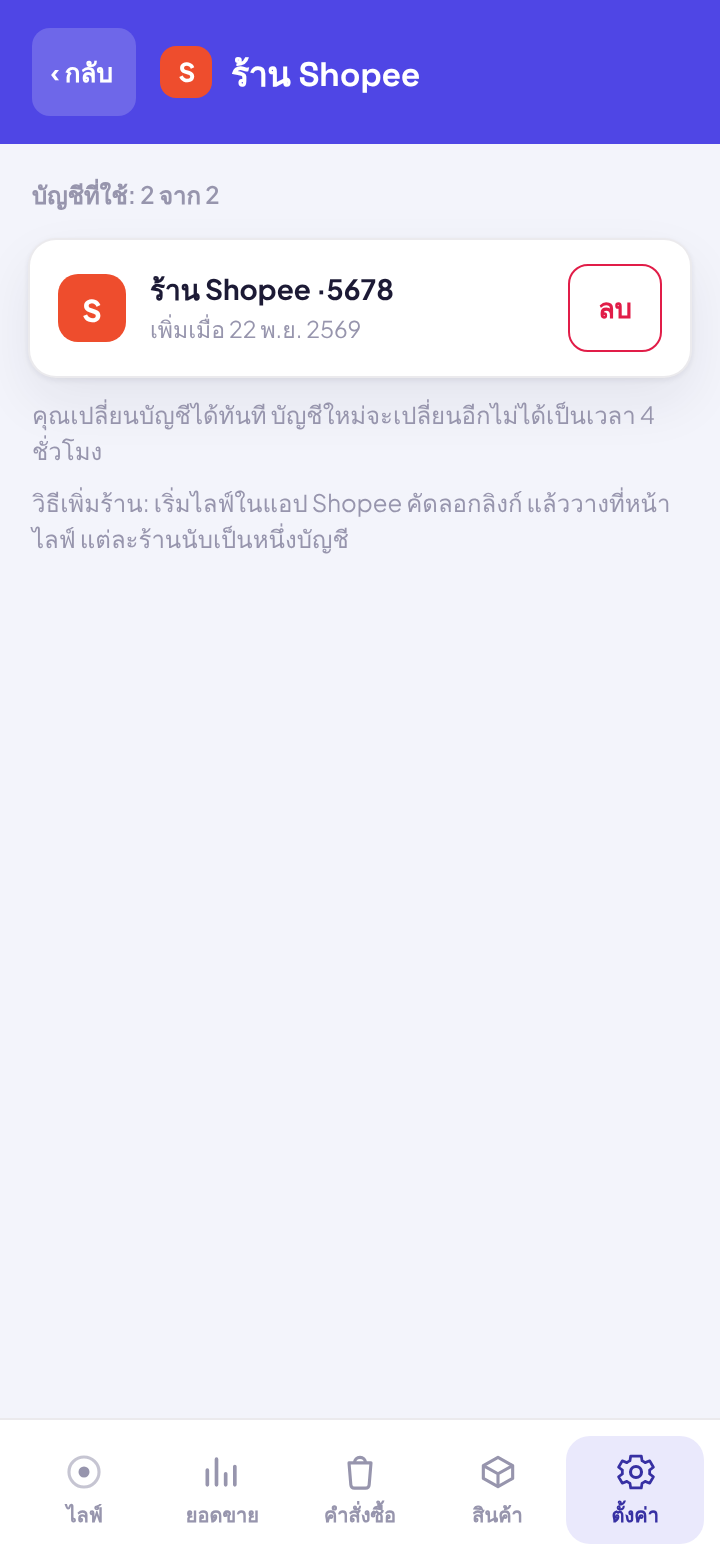 ‹ กลับ
S
ร้าน Shopee
บัญชีที่ใช้: 2 จาก 2
S
ร้าน Shopee ·5678
เพิ่มเมื่อ 22 พ.ย. 2569
ลบ
คุณเปลี่ยนบัญชีได้ทันที บัญชีใหม่จะเปลี่ยนอีกไม่ได้เป็นเวลา 4
ชั่วโมง
วิธีเพิ่มร้าน: เริ่มไลฟ์ในแอป Shopee คัดลอกลิงก์ แล้ววางที่หน้า
ไลฟ์ แต่ละร้านนับเป็นหนึ่งบัญชี
ไลฟ์
ยอดขาย
คำสั่งซื้อ
สินค้า
ตั้งค่า